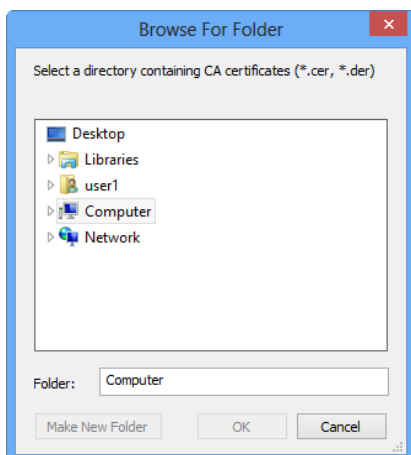 Browse For Folder
Select a directory containing CA certificates (*.cer, *.der)
Desktop
Libraries
user1
Computer
Network
Folder: Computer
Make New Folder OK Cancel